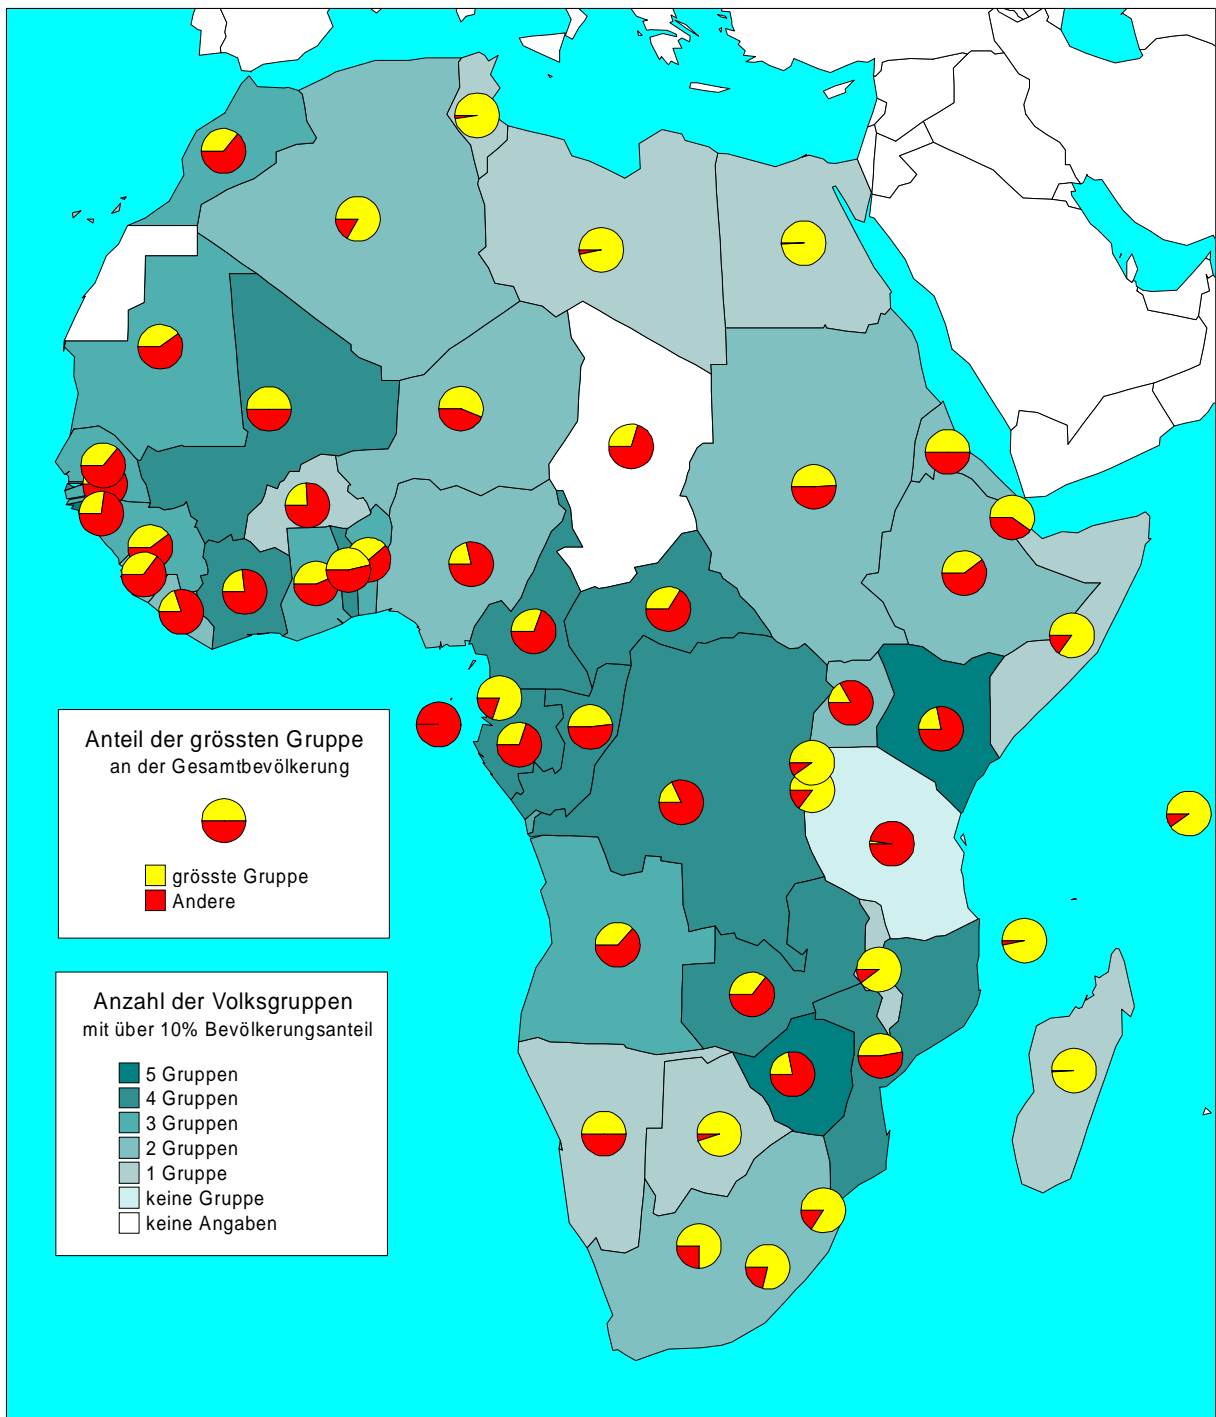 Anteil der grössten Gruppe
an der Gesamtbevölkerung
grösste Gruppe
Andere
Anzahl der Volksgruppen
mit über 10% Bevölkerungsanteil
5 Gruppen
4 Gruppen
3 Gruppen
2 Gruppen
1 Gruppe
keine Gruppe
keine Angaben